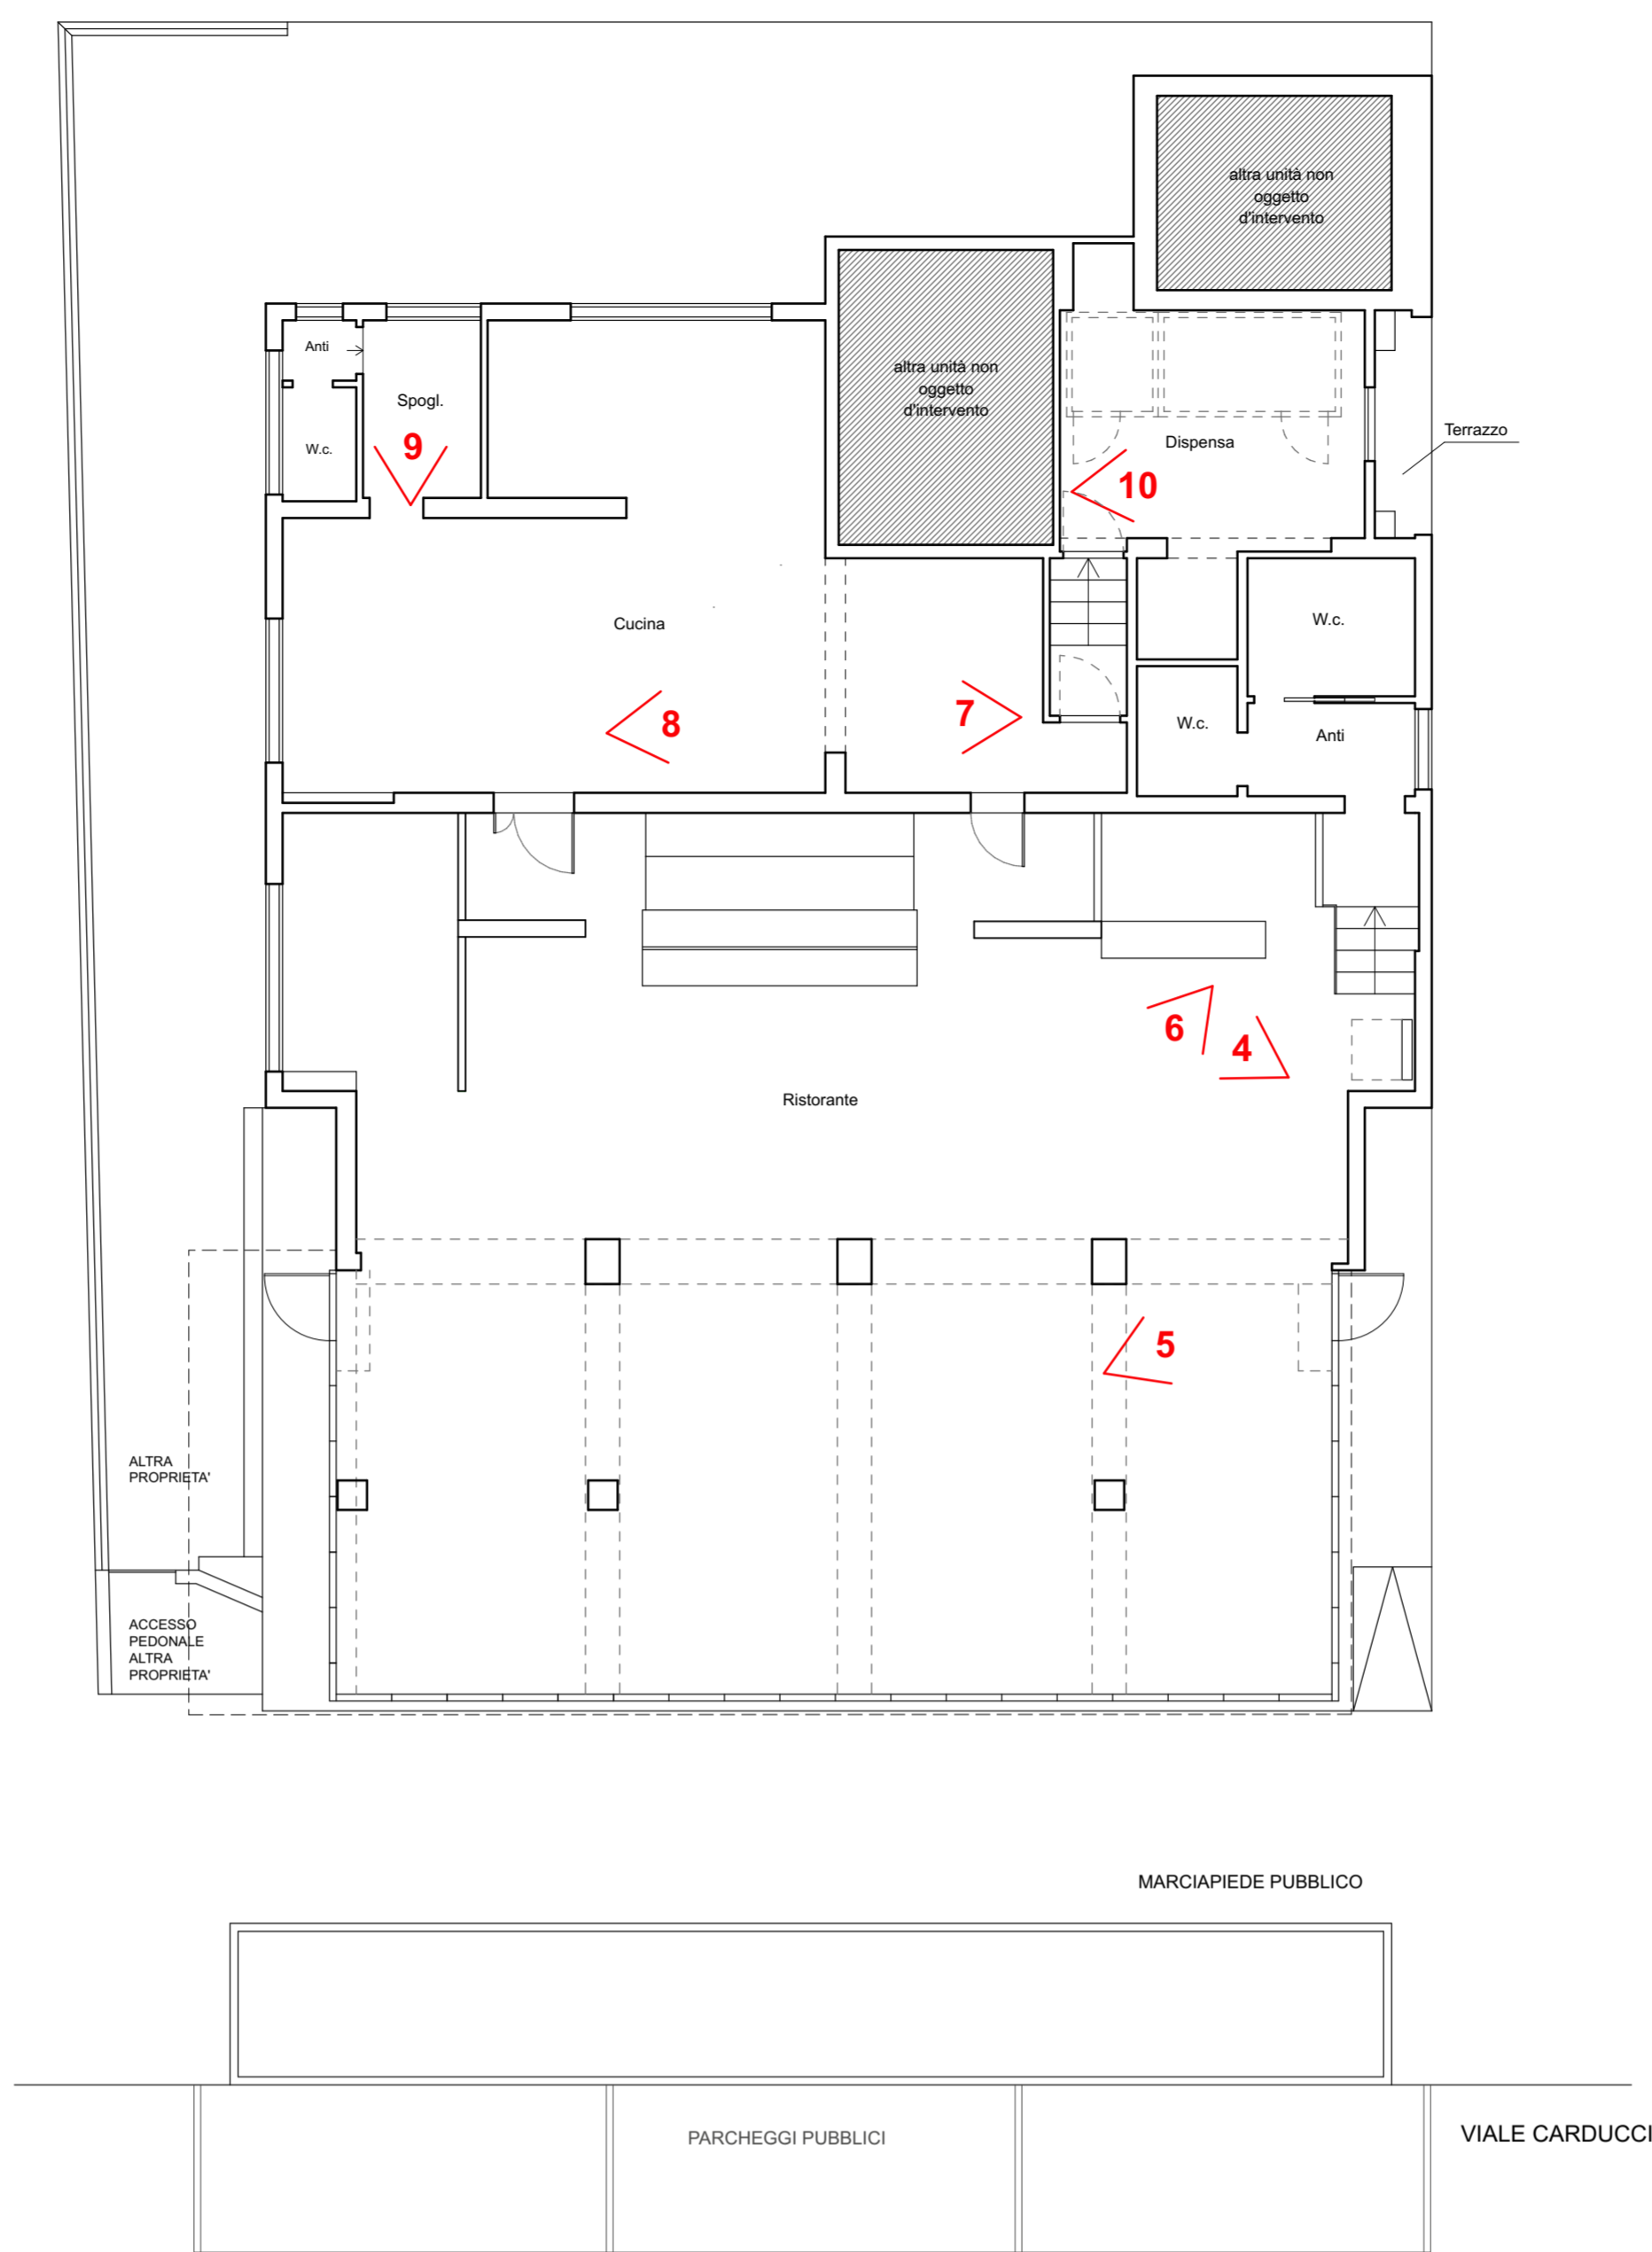 altra unità non
oggetto
d'intervento
Anti
Spogl.
W.c.
9
altra unità non
oggetto
d'intervento
Dispensa
Terrazzo
10
Cucina
W.c.
8
7
W.c.
Anti
6
4
Ristorante
5
ALTRA
PROPRIETA'
ACCESSO
PEDONALE
ALTRA
PROPRIETA'
MARCIAPIEDE PUBBLICO
PARCHEGGI PUBBLICI
VIALE CARDUCCI